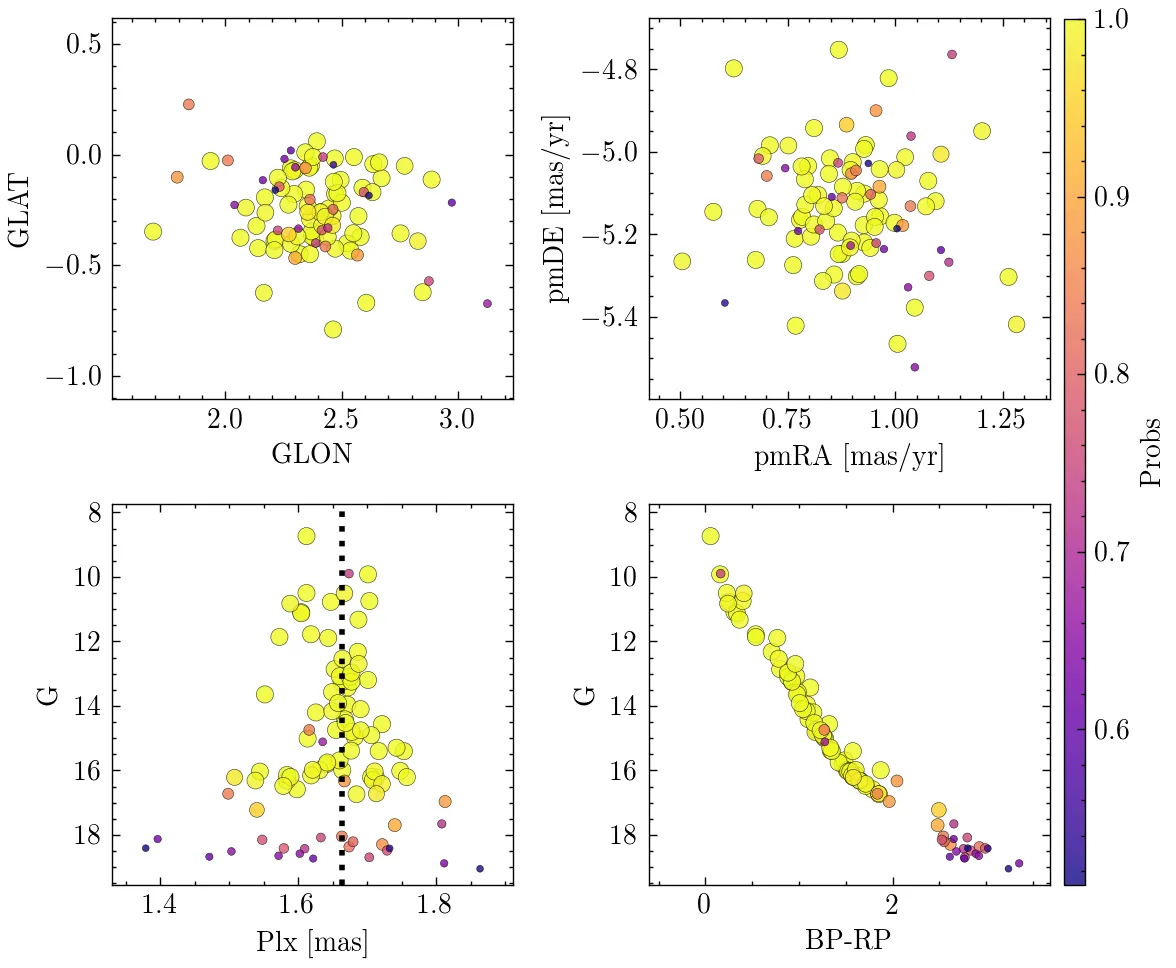 0.5
0.0
−0.5
−1.0
GLAT
2.0 2.5 3.0
GLON
−4.8
−5.0
−5.2
−5.4
pmDE [mas/yr]
0.50 0.75 1.00 1.25
pmRA [mas/yr]
8
10
12
14
16
18
G
1.4 1.6 1.8
Plx [mas]
8
10
12
14
16
18
G
0 2
BP-RP
1.0
0.9
0.8
0.7
0.6
Probs